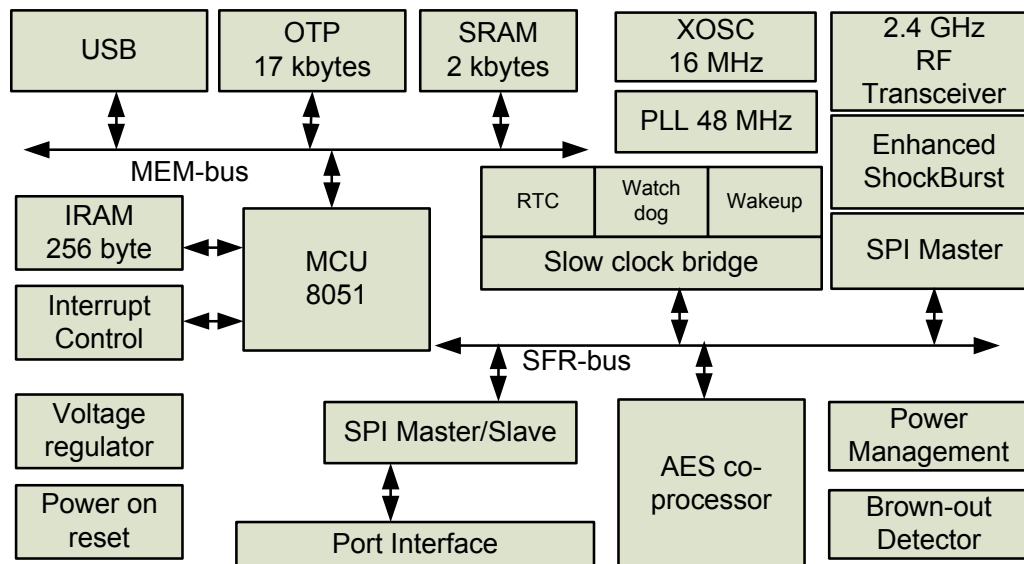 USB
OTP
17 kbytes
SRAM
2 kbytes
XOSC
16 MHz
2.4 GHz
RF
Transceiver
PLL 48 MHz
Enhanced
ShockBurst
MEM-bus
RTC
Watch
dog
Wakeup
IRAM
256 byte
MCU
8051
Slow clock bridge
SPI Master
Interrupt
Control
SFR-bus
Voltage
regulator
SPI Master/Slave
AES co-
processor
Power
Management
Power on
reset
Port Interface
Brown-out
Detector